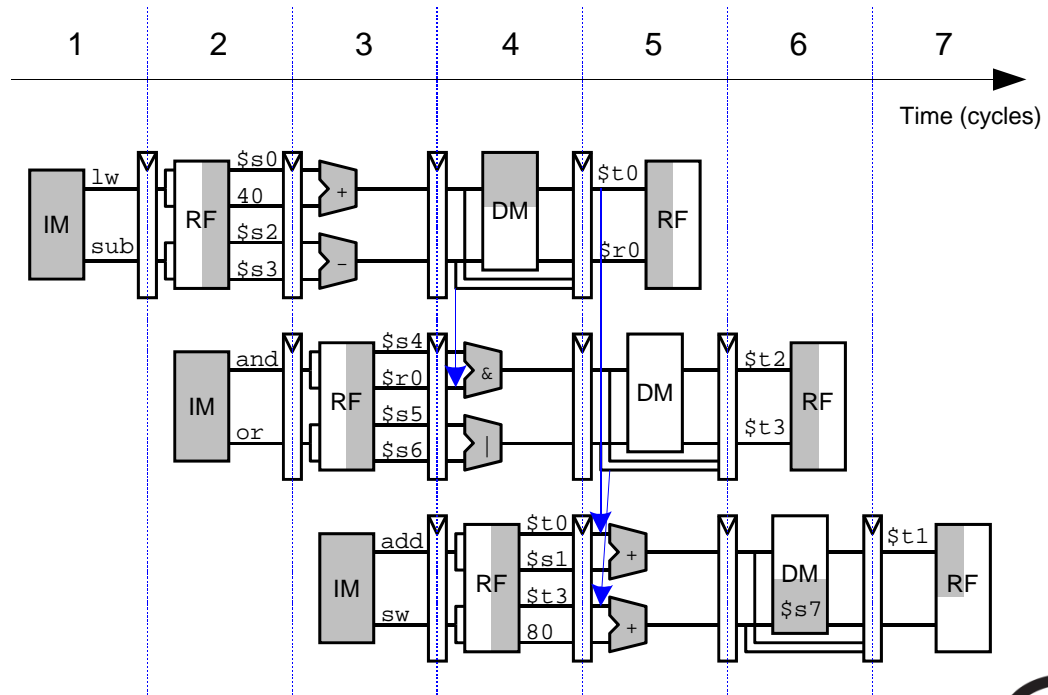 1 2 3 4 5 6 7
Time (cycles)
IM
lw
sub
RF
$s0
40
$s2
$s3
+
-
DM
$t0
$r0
RF
IM
and
or
RF
$s4
$r0
$s5
$s6
&
|
DM
$t2
$t3
RF
IM
add
sw
RF
$t0
$s1
$t3
80
+
+
DM
$s7
$t1
RF